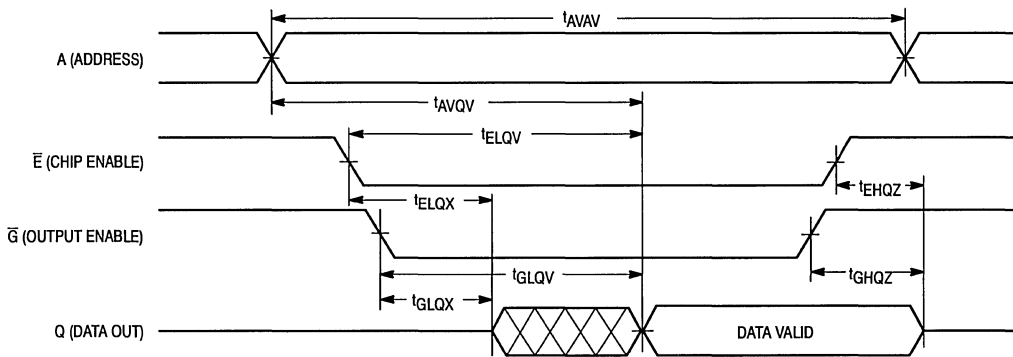 tAVAV
A (ADDRESS)
tAVQV
tELQV
E̅ (CHIP ENABLE)
tEHQZ
tELQX
G̅ (OUTPUT ENABLE)
tGLQV
tGHQZ
tGLQX
Q (DATA OUT)
DATA VALID